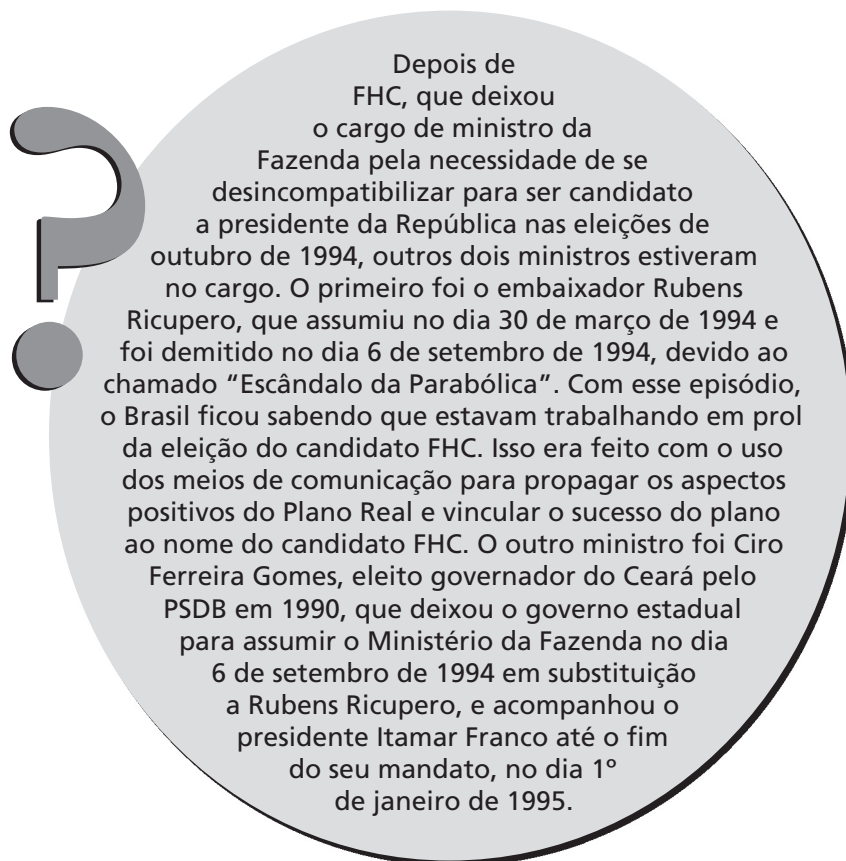 Depois de
FHC, que deixou
o cargo de ministro da
Fazenda pela necessidade de se
desincompatibilizar para ser candidato
a presidente da República nas eleições de
outubro de 1994, outros dois ministros estiveram
no cargo. O primeiro foi o embaixador Rubens
Ricupero, que assumiu no dia 30 de março de 1994 e
foi demitido no dia 6 de setembro de 1994, devido ao
chamado “Escândalo da Parabólica”. Com esse episódio,
o Brasil ficou sabendo que estavam trabalhando em prol
da eleição do candidato FHC. Isso era feito com o uso
dos meios de comunicação para propagar os aspectos
positivos do Plano Real e vincular o sucesso do plano
ao nome do candidato FHC. O outro ministro foi Ciro
Ferreira Gomes, eleito governador do Ceará pelo
PSDB em 1990, que deixou o governo estadual
para assumir o Ministério da Fazenda no dia
6 de setembro de 1994 em substituição
a Rubens Ricupero, e acompanhou o
presidente Itamar Franco até o fim
do seu mandato, no dia 1º
de janeiro de 1995.